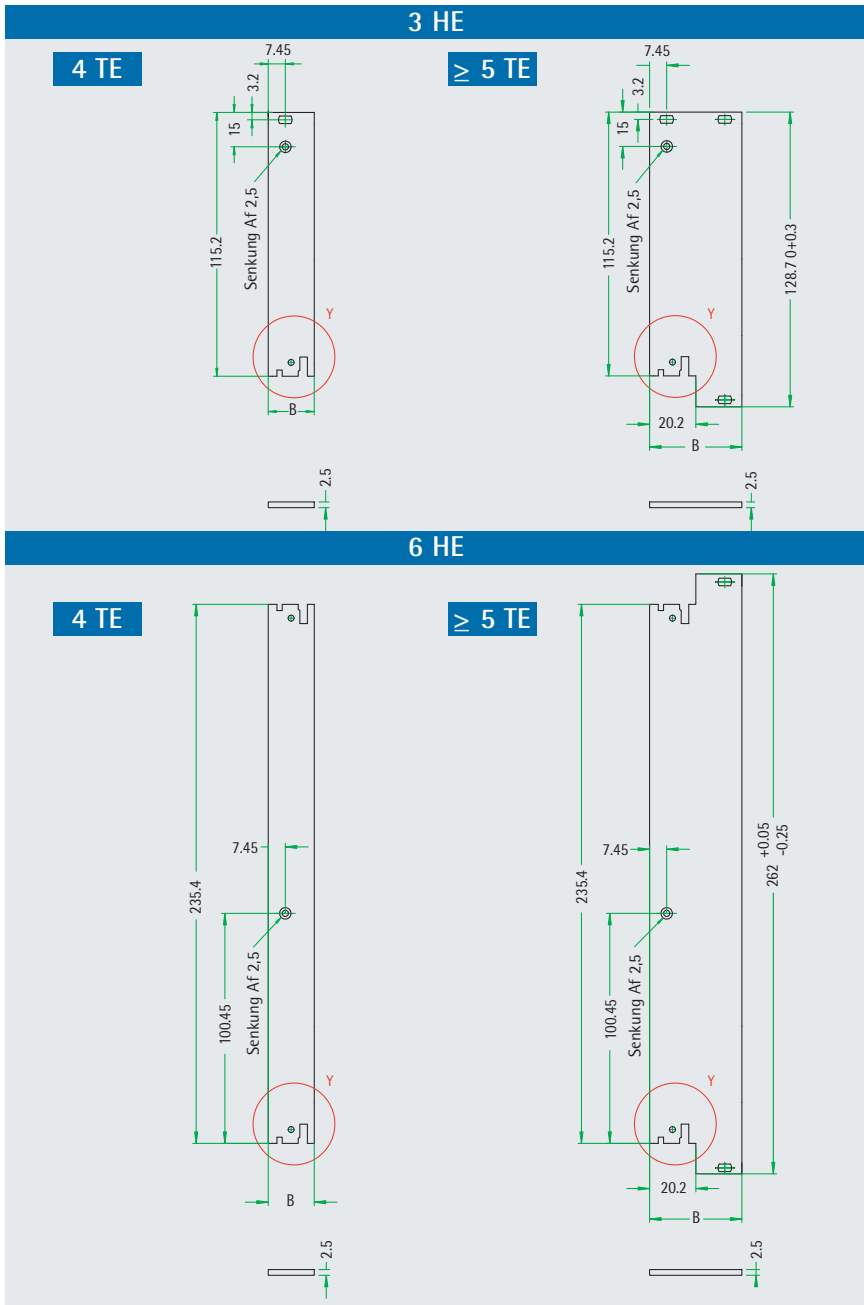 3 HE
4 TE
≥ 5 TE
7.45
3.2
15
115.2
Senkung Af 2,5
Y
B
2.5
7.45
3.2
15
115.2
Senkung Af 2,5
128.7 0+0.3
Y
20.2
B
2.5
6 HE
4 TE
≥ 5 TE
235.4
7.45
100.45
Senkung Af 2,5
Y
B
2.5
235.4
7.45
100.45
Senkung Af 2,5
262 +0.05 -0.25
Y
20.2
B
2.5